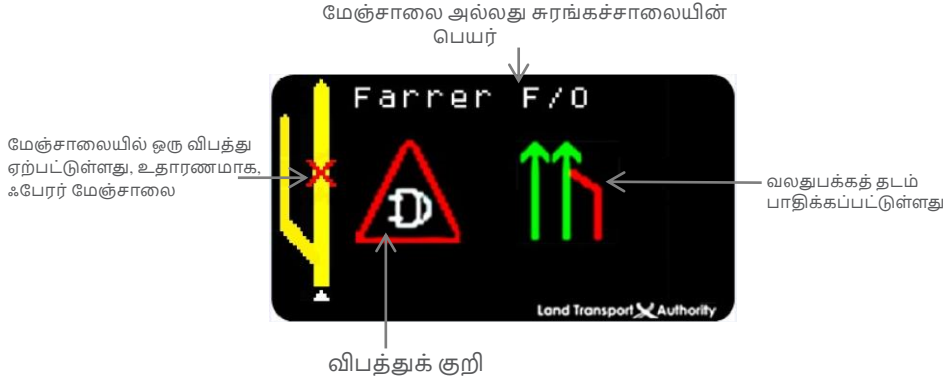 மேஞ்சாலை அல்லது சுரங்கச்சாலையின்
பெயர்
Farrer F/O
மேஞ்சாலையில் ஒரு விபத்து
ஏற்பட்டுள்ளது, உதாரணமாக,
ஃபேரர் மேஞ்சாலை
வலதுபக்கத் தடம்
பாதிக்கப்பட்டுள்ளது
Land Transport Authority
விபத்துக் குறி